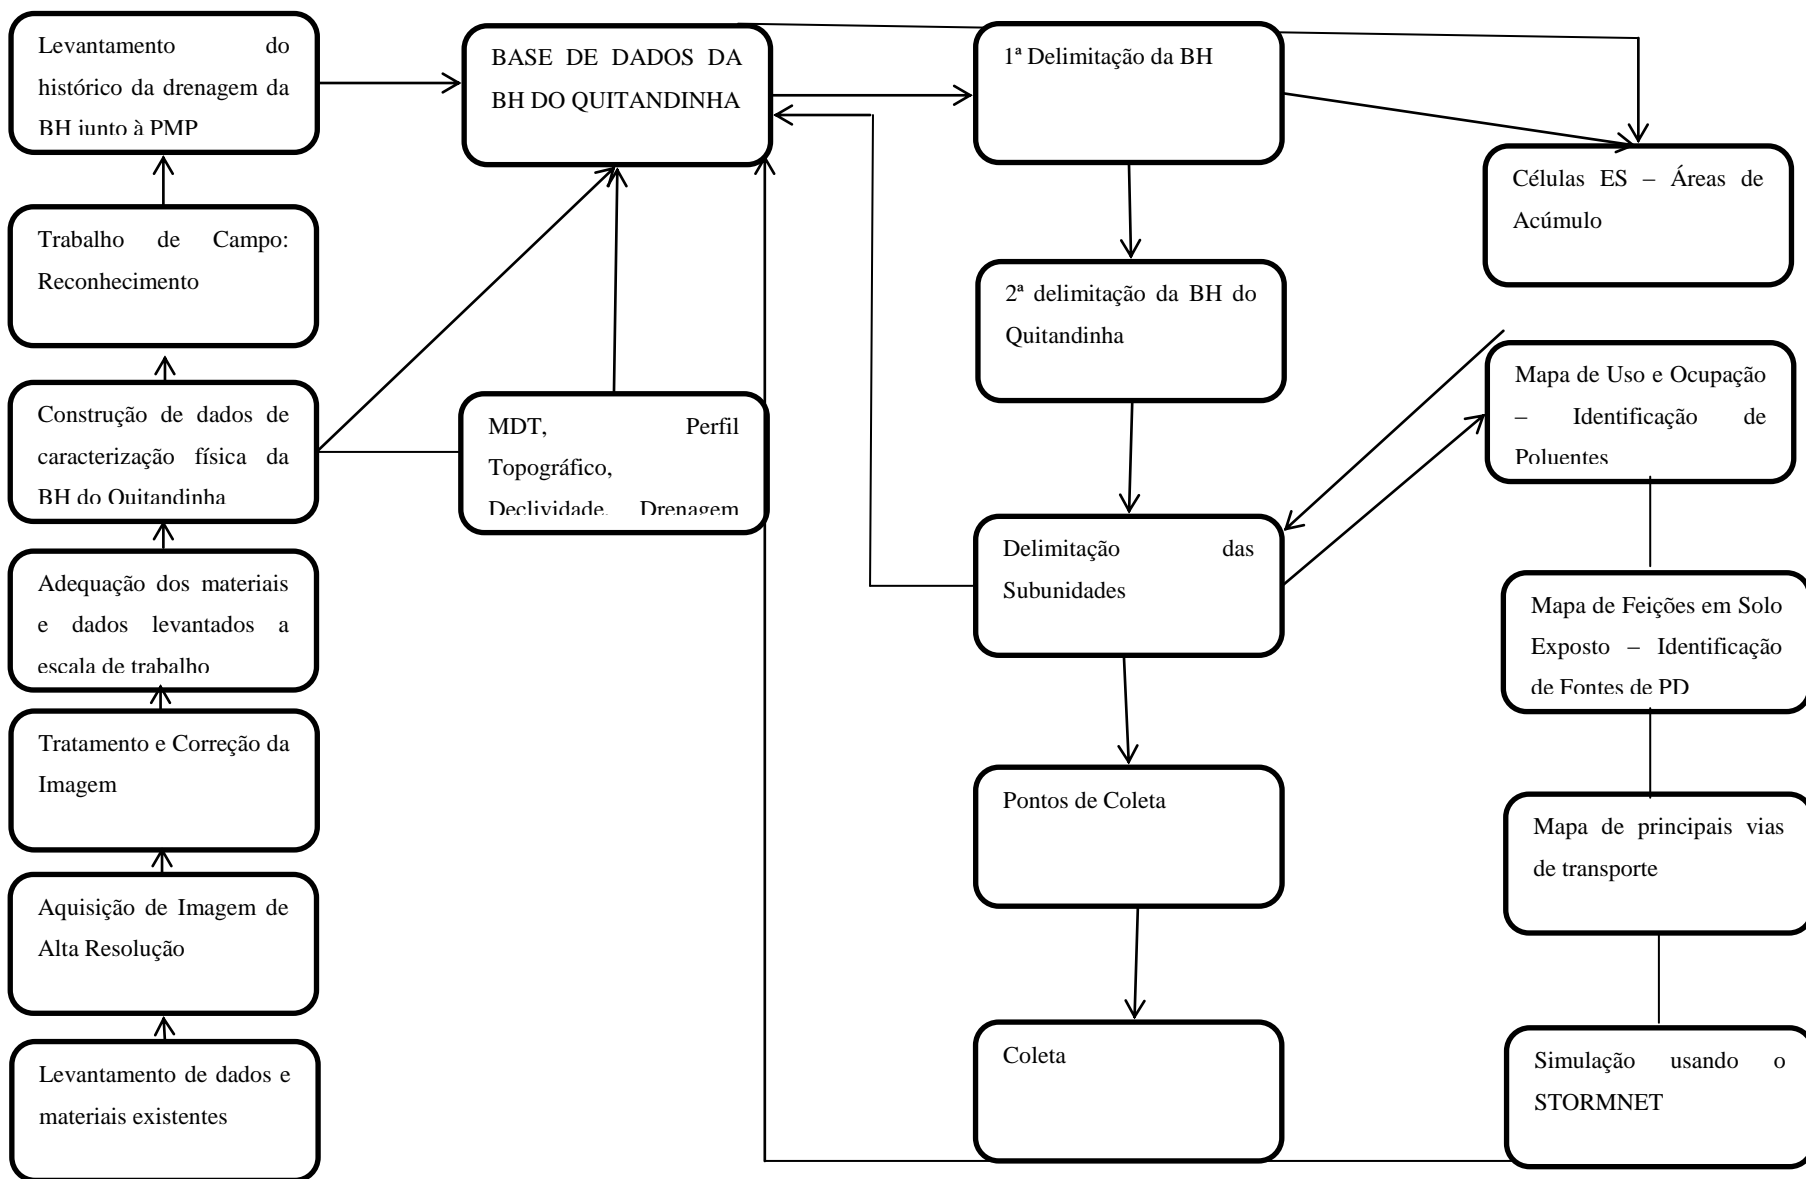 Levantamento do
histórico da drenagem da
BH junto à PMP
Trabalho de Campo:
Reconhecimento
Construção de dados de
caracterização física da
BH do Quitandinha
Adequação dos materiais
e dados levantados a
escala de trabalho
Tratamento e Correção da
Imagem
Aquisição de Imagem de
Alta Resolução
Levantamento de dados e
materiais existentes
BASE DE DADOS DA
BH DO QUITANDINHA
MDT, Perfil
Topográfico,
Declividade, Drenagem
1ª Delimitação da BH
2ª delimitação da BH do
Quitandinha
Delimitação das
Subunidades
Pontos de Coleta
Coleta
Células ES – Áreas de
Acúmulo
Mapa de Uso e Ocupação
– Identificação de
Poluentes
Mapa de Feições em Solo
Exposto – Identificação
de Fontes de PD
Mapa de principais vias
de transporte
Simulação usando o
STORMNET